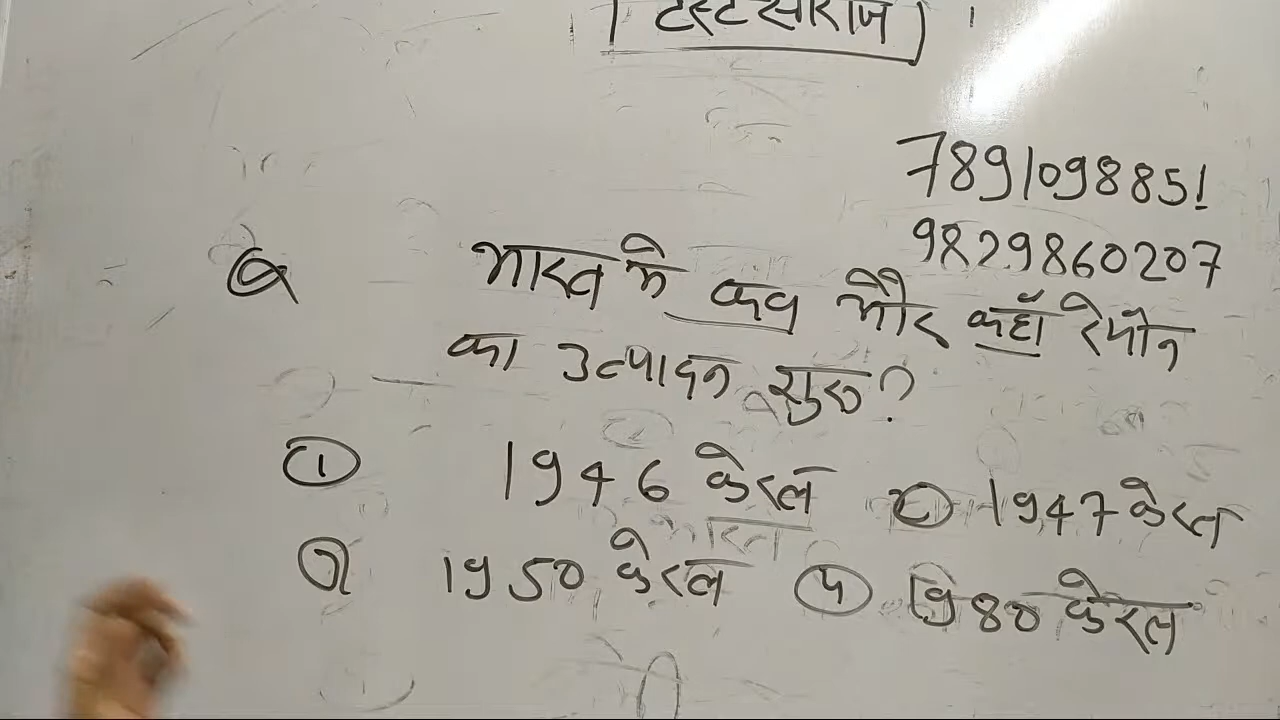 टेस्ट सीरीज
7891098851
9829860207
Q भारत में कब और कहाँ रेयॉन
का उत्पादन शुरू?
① 1946 केरल ② 1947 केरल
③ 1950 केरल ④ 1980 केरल